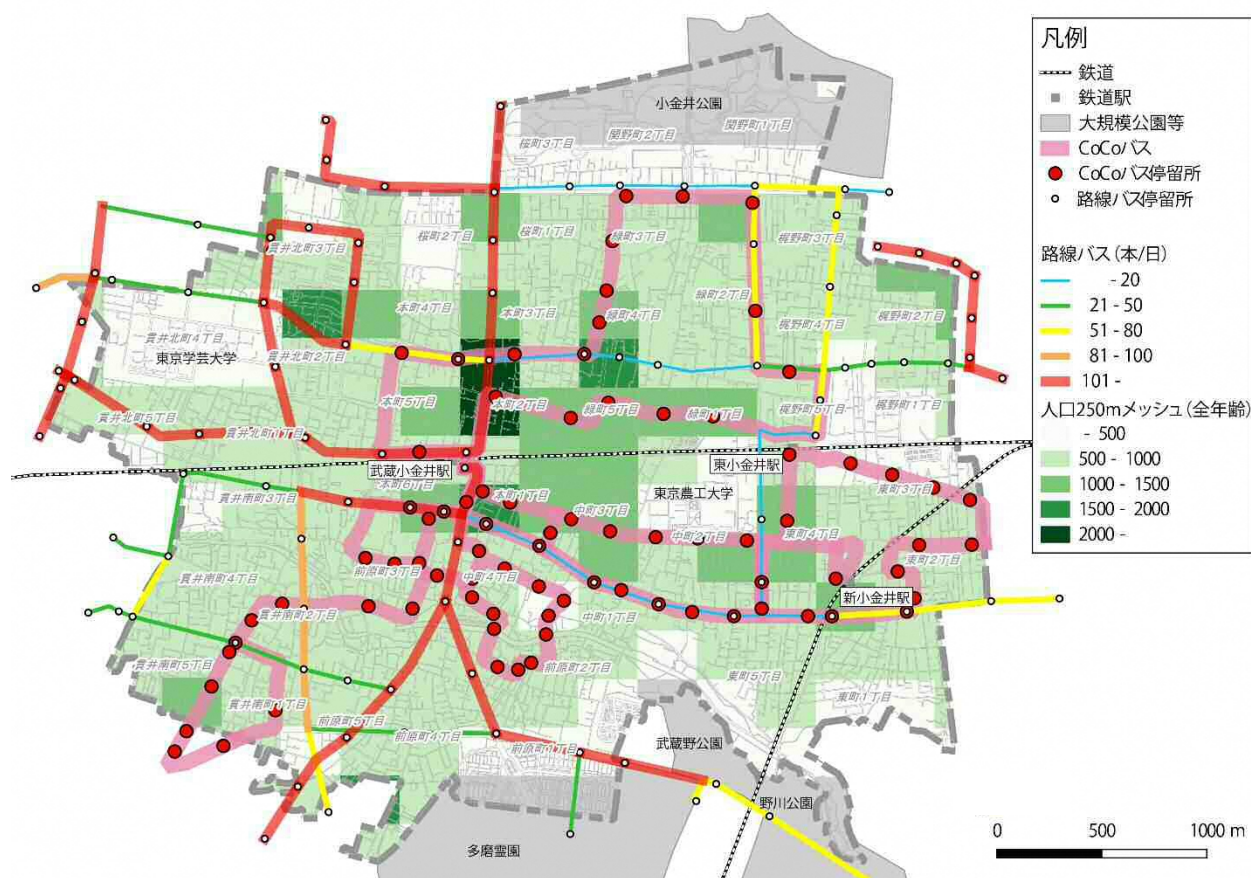 凡例
鉄道
鉄道駅
大規模公園等
CoCoバス
CoCoバス停留所
路線バス停留所
路線バス(本/日)
- 20
21 - 50
51 - 80
81 - 100
101 -
人口250mメッシュ(全年齢)
- 500
500 - 1000
1000 - 1500
1500 - 2000
2000 -
小金井公園
関野町1丁目
関野町2丁目
桜町3丁目
桜町2丁目
桜町1丁目
緑町3丁目
梶野町3丁目
貫井北町3丁目
本町4丁目
本町3丁目
緑町4丁目
緑町2丁目
梶野町4丁目
梶野町2丁目
貫井北町4丁目
東京学芸大学
貫井北町2丁目
本町5丁目
本町2丁目
緑町5丁目
緑町1丁目
梶野町5丁目
梶野町1丁目
貫井北町5丁目
貫井北町1丁目
武蔵小金井駅
東小金井駅
本町6丁目
貫井南町3丁目
本町1丁目
東京農工大学
東町3丁目
中町3丁目
中町2丁目
東町4丁目
東町2丁目
貫井南町4丁目
前原町3丁目
中町4丁目
新小金井駅
貫井南町2丁目
中町1丁目
貫井南町5丁目
前原町2丁目
東町5丁目
東町1丁目
貫井南町1丁目
前原町5丁目
前原町4丁目
前原町1丁目
武蔵野公園
野川公園
多磨霊園
0 500 1000 m